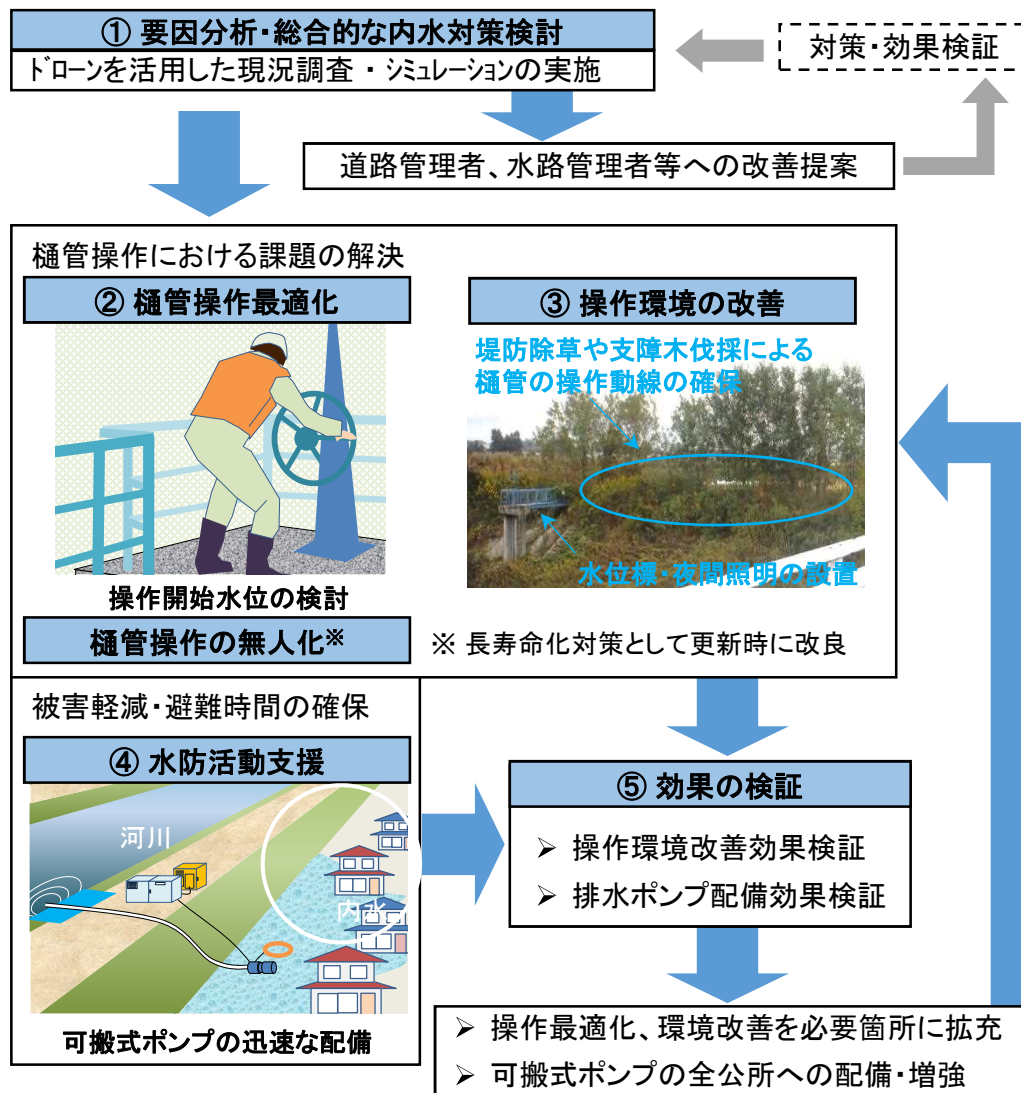 ① 要因分析・総合的な内水対策検討
ドローンを活用した現況調査 ・ シミュレーションの実施
対策・効果検証
道路管理者、水路管理者等への改善提案
樋管操作における課題の解決
② 樋管操作最適化
操作開始水位の検討
樋管操作の無人化※
③ 操作環境の改善
堤防除草や支障木伐採による
樋管の操作動線の確保
水位標・夜間照明の設置
※ 長寿命化対策として更新時に改良
被害軽減・避難時間の確保
④ 水防活動支援
河川
内水
可搬式ポンプの迅速な配備
⑤ 効果の検証
➢ 操作環境改善効果検証
➢ 排水ポンプ配備効果検証
➢ 操作最適化、環境改善を必要箇所に拡充
➢ 可搬式ポンプの全公所への配備・増強